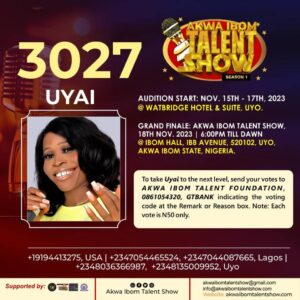 3027
UYAI
AKWA IBOM
TALENT
SHOW
SEASON 1
AUDITION START: NOV. 15TH - 17TH, 2023
@ WATBRIDGE HOTEL & SUITE, UYO.
GRAND FINALE: AKWA IBOM TALENT SHOW,
18TH NOV. 2023 | 6:00PM TILL DAWN
@ IBOM HALL, IBB AVENUE, 520102, UYO,
AKWA IBOM STATE, NIGERIA.
To take Uyai to the next level, send your votes to
AKWA IBOM TALENT FOUNDATION,
0861054320, GTBANK indicating the voting
code at the Remark or Reason box. Note: Each
vote is N50 only.
+19194413275, USA | +2347054465524, +2347044087665, Lagos |
+2348036366987, +2348135009952, Uyo
Supported by:
Akwa Ibom Talent Show
akwaibomtalentshow@gmail.com
info@akwaibomtalentshow.com
www.akwaibomtalentshow.com